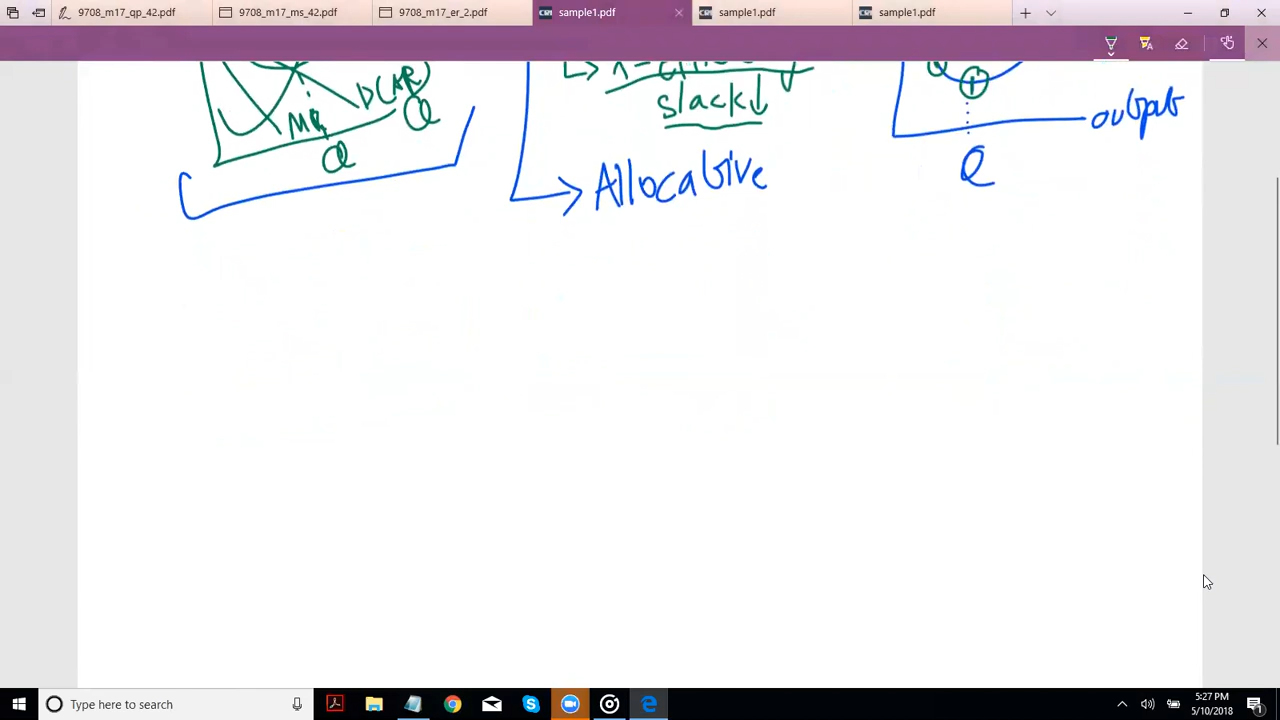 9708_m17_qp_42.pdf 9708_m17_ms_42.pdf 9708_m17_er_2.pdf sample1.pdf sample1.pdf sample1.pdf
D(AR)
Q
Q
slack↓
output
Q
Allocative
Type here to search
5:27 PM
5/10/2018